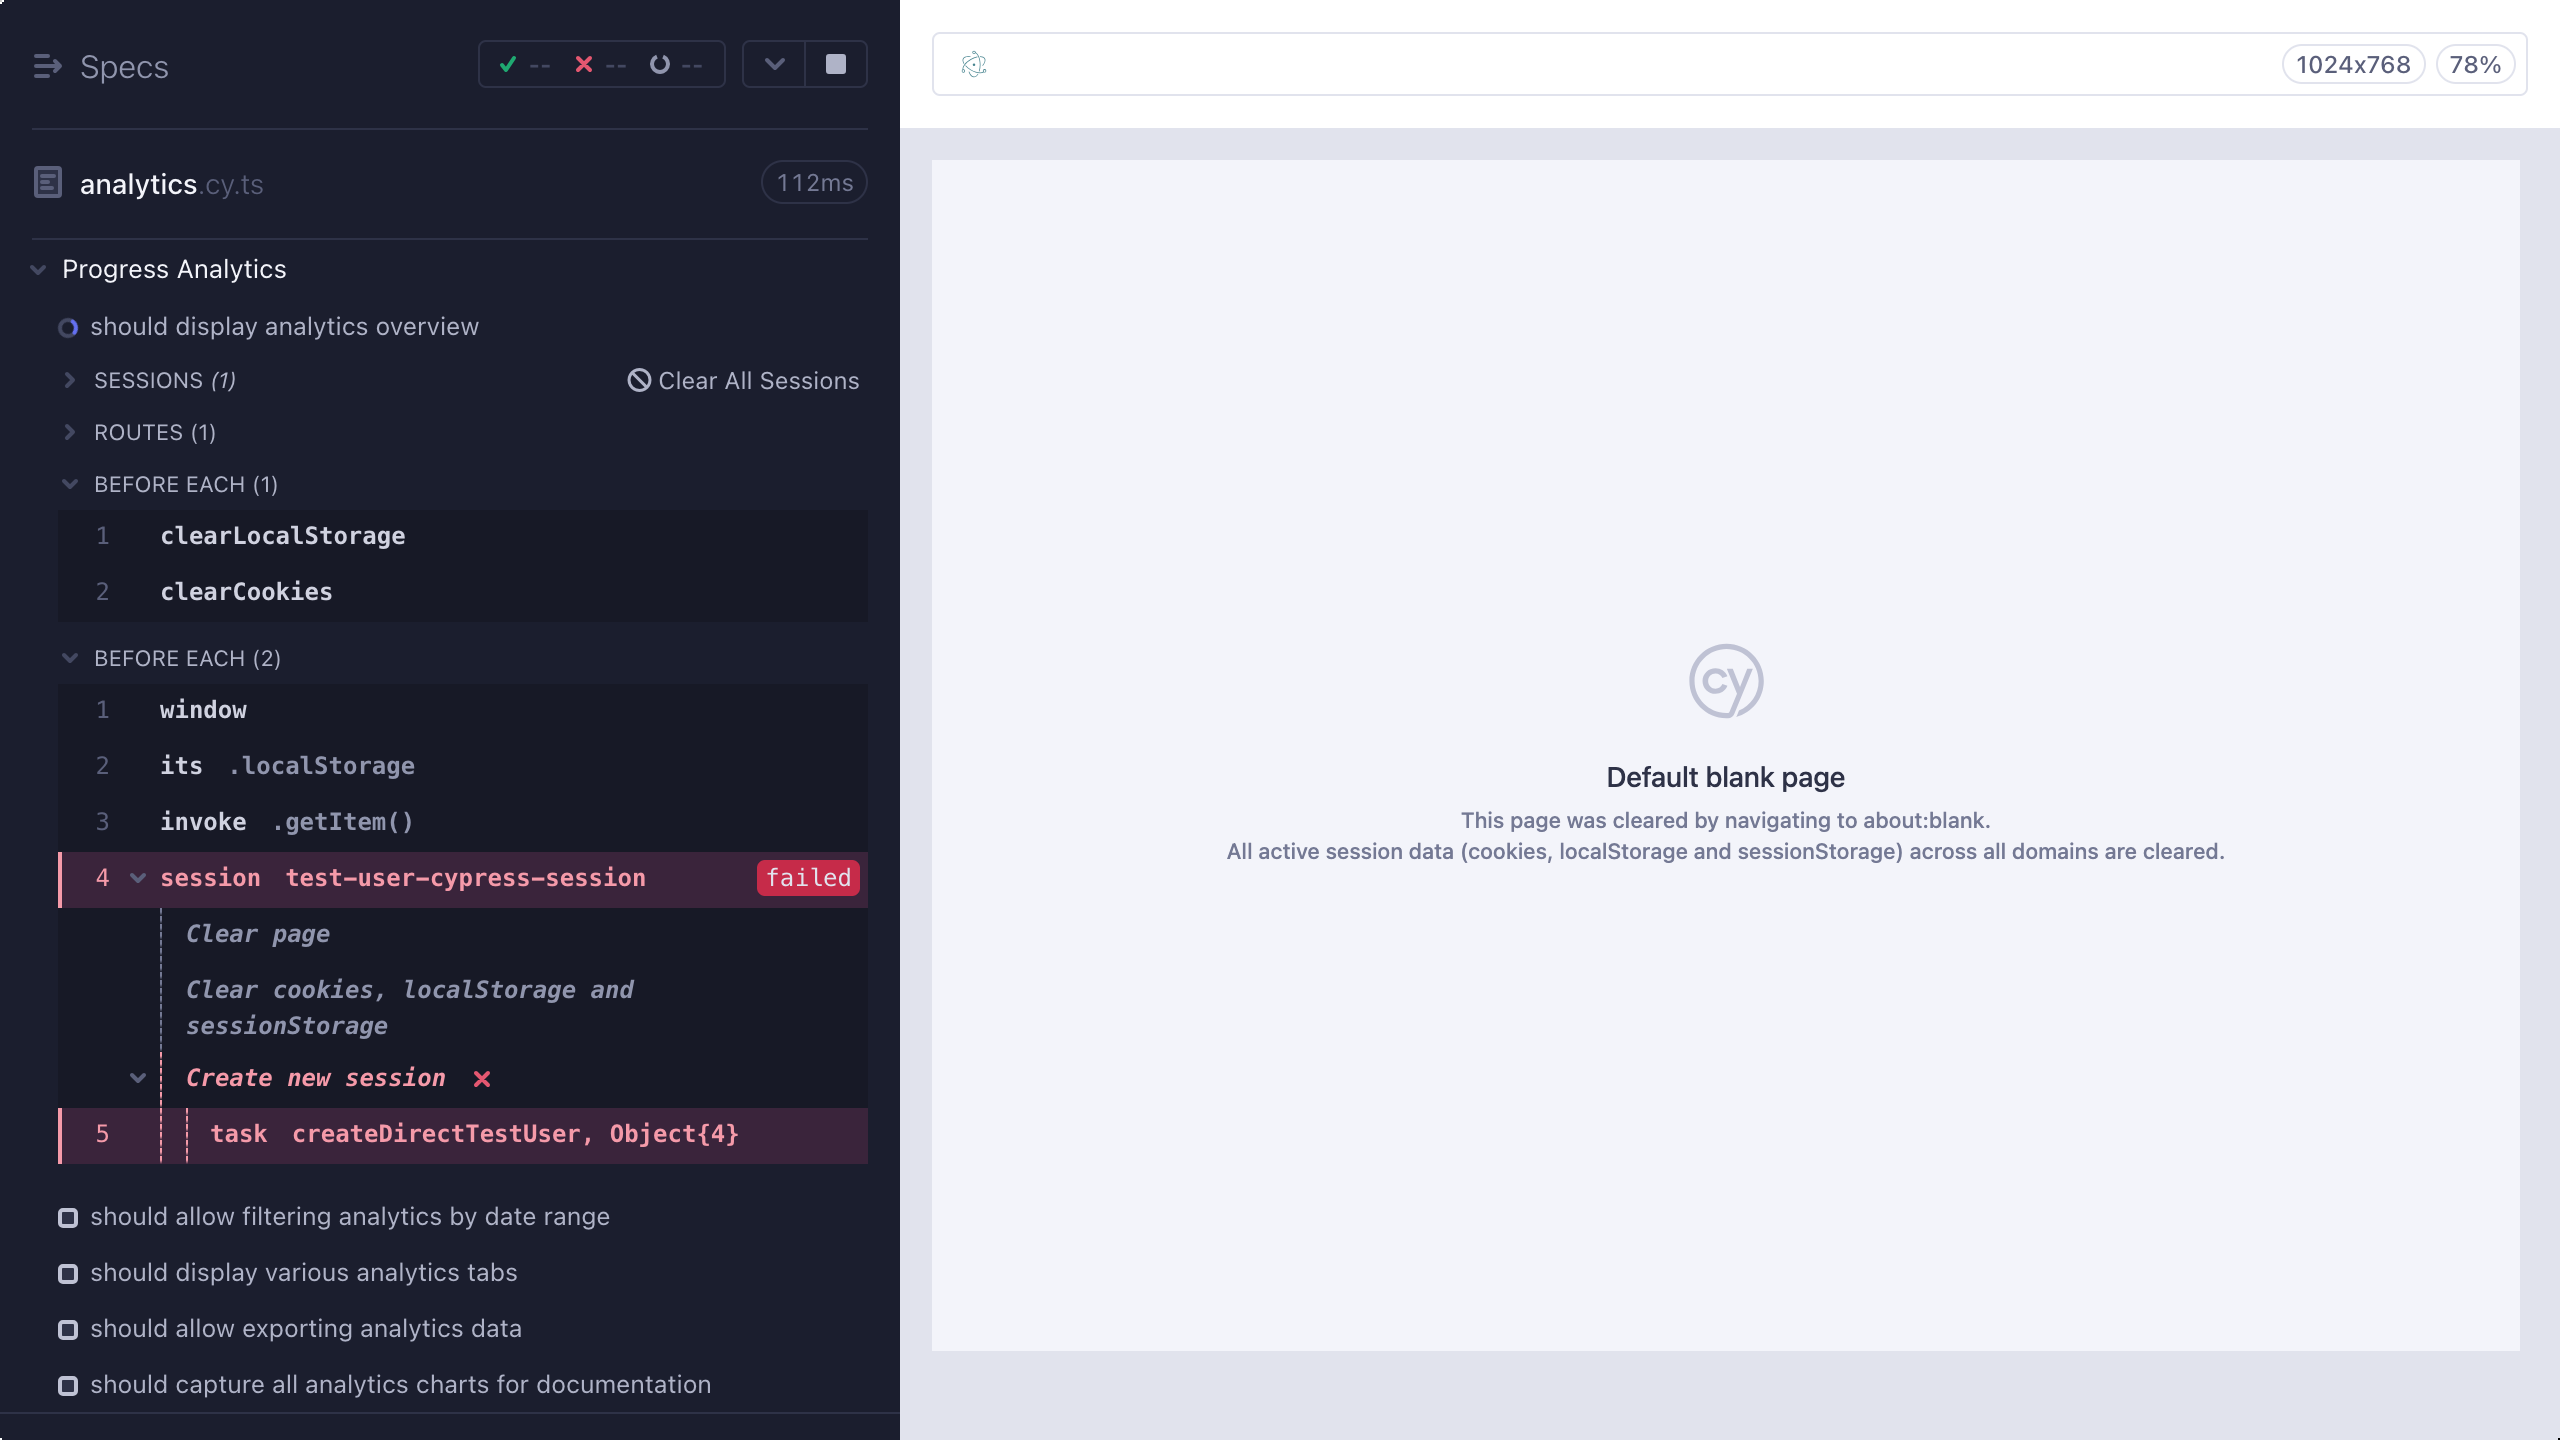 Specs
-- -- --
analytics.cy.ts
112ms
Progress Analytics
should display analytics overview
SESSIONS (1)
Clear All Sessions
ROUTES (1)
BEFORE EACH (1)
1 clearLocalStorage
2 clearCookies
BEFORE EACH (2)
1 window
2 its .localStorage
3 invoke .getItem()
4 session test-user-cypress-session failed
Clear page
Clear cookies, localStorage and
sessionStorage
Create new session
5 task createDirectTestUser, Object{4}
should allow filtering analytics by date range
should display various analytics tabs
should allow exporting analytics data
should capture all analytics charts for documentation
1024x768
78%
cy
Default blank page
This page was cleared by navigating to about:blank.
All active session data (cookies, localStorage and sessionStorage) across all domains are cleared.